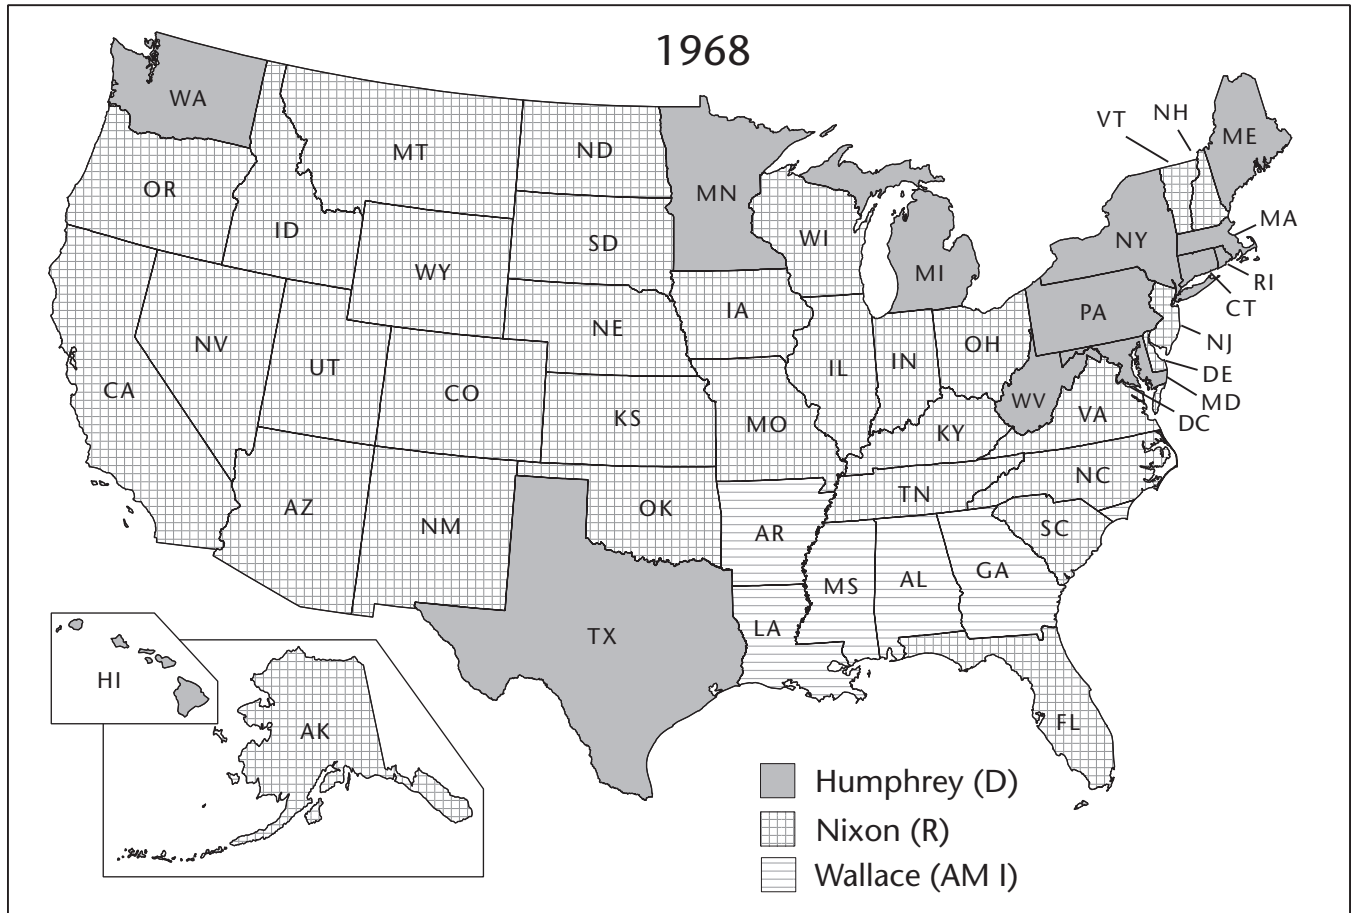 1968
WA
MT
ND
MN
VT
NH
ME
OR
ID
SD
WI
MI
NY
MA
RI
CT
WY
NE
IA
PA
NJ
NV
UT
CO
KS
IL
IN
OH
DE
MD
DC
CA
MO
WV
VA
KY
AZ
NM
OK
TN
NC
AR
SC
TX
LA
MS
AL
GA
HI
AK
FL
Humphrey (D)
Nixon (R)
Wallace (AM I)